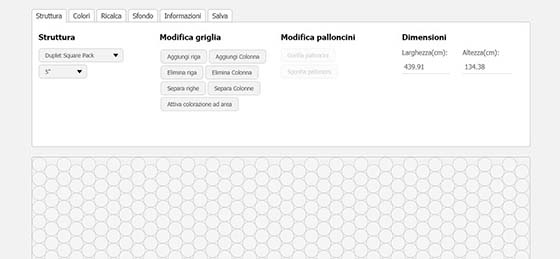 Struttura Colori Ricalca Sfondo Informazioni Salva
Struttura
Duplet Square Pack
5"
Modifica griglia
Aggiungi riga Aggiungi Colonna
Elimina riga Elimina Colonna
Separa righe Separa Colonne
Attiva colorazione ad area
Modifica palloncini
Gonfia palloncini
Sgonfia palloncini
Dimensioni
Larghezza(cm): Altezza(cm):
439.91 134.38